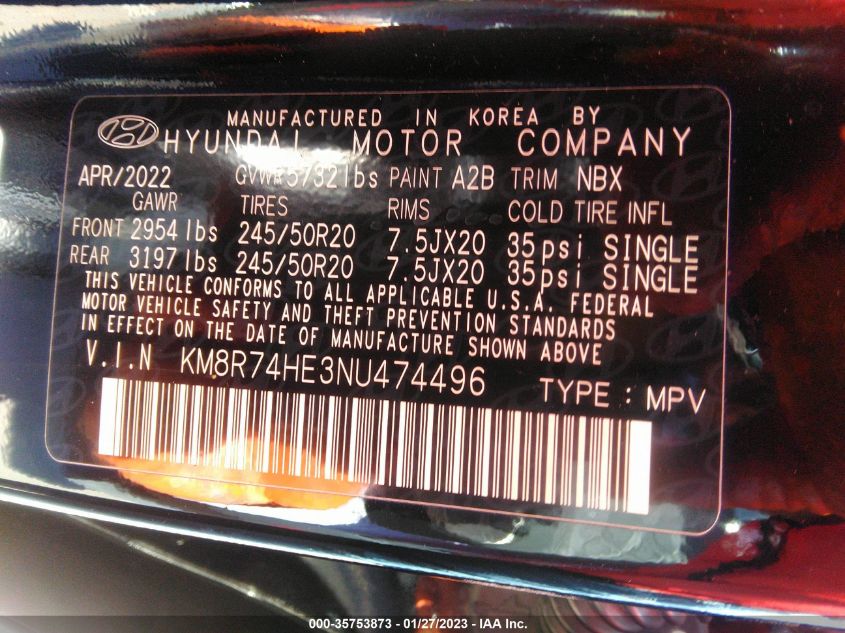 MANUFACTURED IN KOREA BY
HYUNDAI MOTOR COMPANY
APR/2022 GVWR 5732 lbs PAINT A2B TRIM NBX
GAWR TIRES RIMS COLD TIRE INFL
FRONT 2954 lbs 245/50R20 7.5JX20 35psi SINGLE
REAR 3197 lbs 245/50R20 7.5JX20 35psi SINGLE
THIS VEHICLE CONFORMS TO ALL APPLICABLE U.S.A. FEDERAL
MOTOR VEHICLE SAFETY AND THEFT PREVENTION STANDARDS
IN EFFECT ON THE DATE OF MANUFACTURE SHOWN ABOVE
V.I.N KM8R74HE3NU474496 TYPE : MPV
000-35753873 - 01/27/2023 - © IAA Inc.